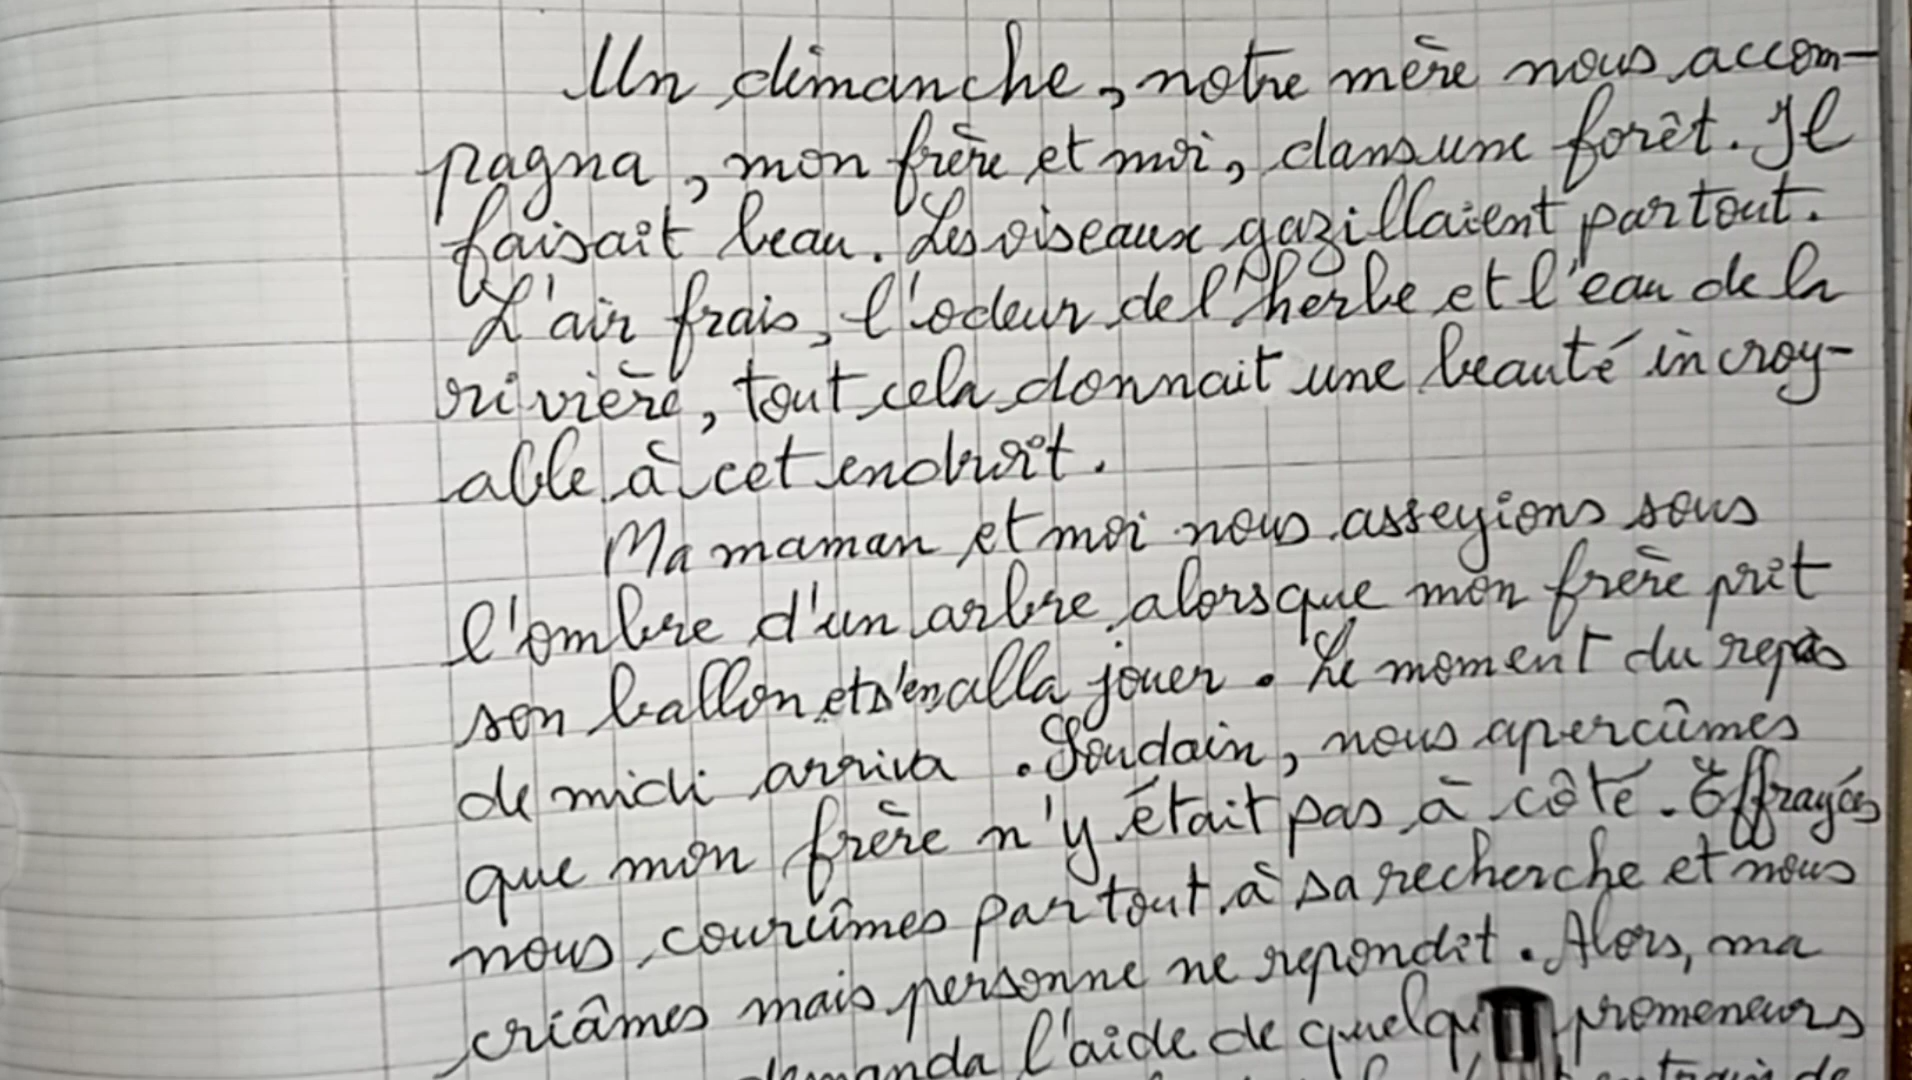 Un dimanche, notre mère nous accom-
pagna, mon frère et moi, dans une forêt. Il
faisait beau. Les oiseaux gazillaient partout.
L'air frais, l'odeur de l'herbe et l'eau de la
rivière, tout cela donnait une beauté incroy-
able à cet endroit.
Ma maman et moi nous asseyions sous
l'ombre d'un arbre alors que mon frère prit
son ballon et s'en alla jouer. Le moment du repas
de midi arriva. Soudain, nous apercûmes
que mon frère n'y était pas à côté. Effrayés
nous courûmes partout à sa recherche et nous
criâmes mais personne ne repondit. Alors, ma
demanda l'aide de promeneurs